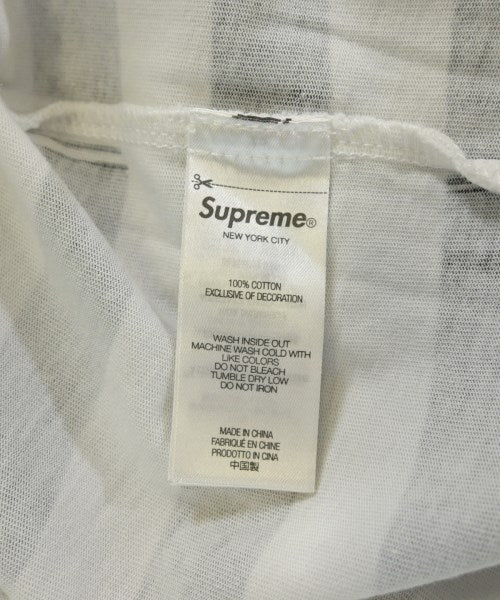 Supreme®
NEW YORK CITY
100% COTTON
EXCLUSIVE OF DECORATION
WASH INSIDE OUT
MACHINE WASH COLD WITH
LIKE COLORS
DO NOT BLEACH
TUMBLE DRY LOW
DO NOT IRON
MADE IN CHINA
FABRIQUÉ EN CHINE
PRODOTTO IN CINA
中国製